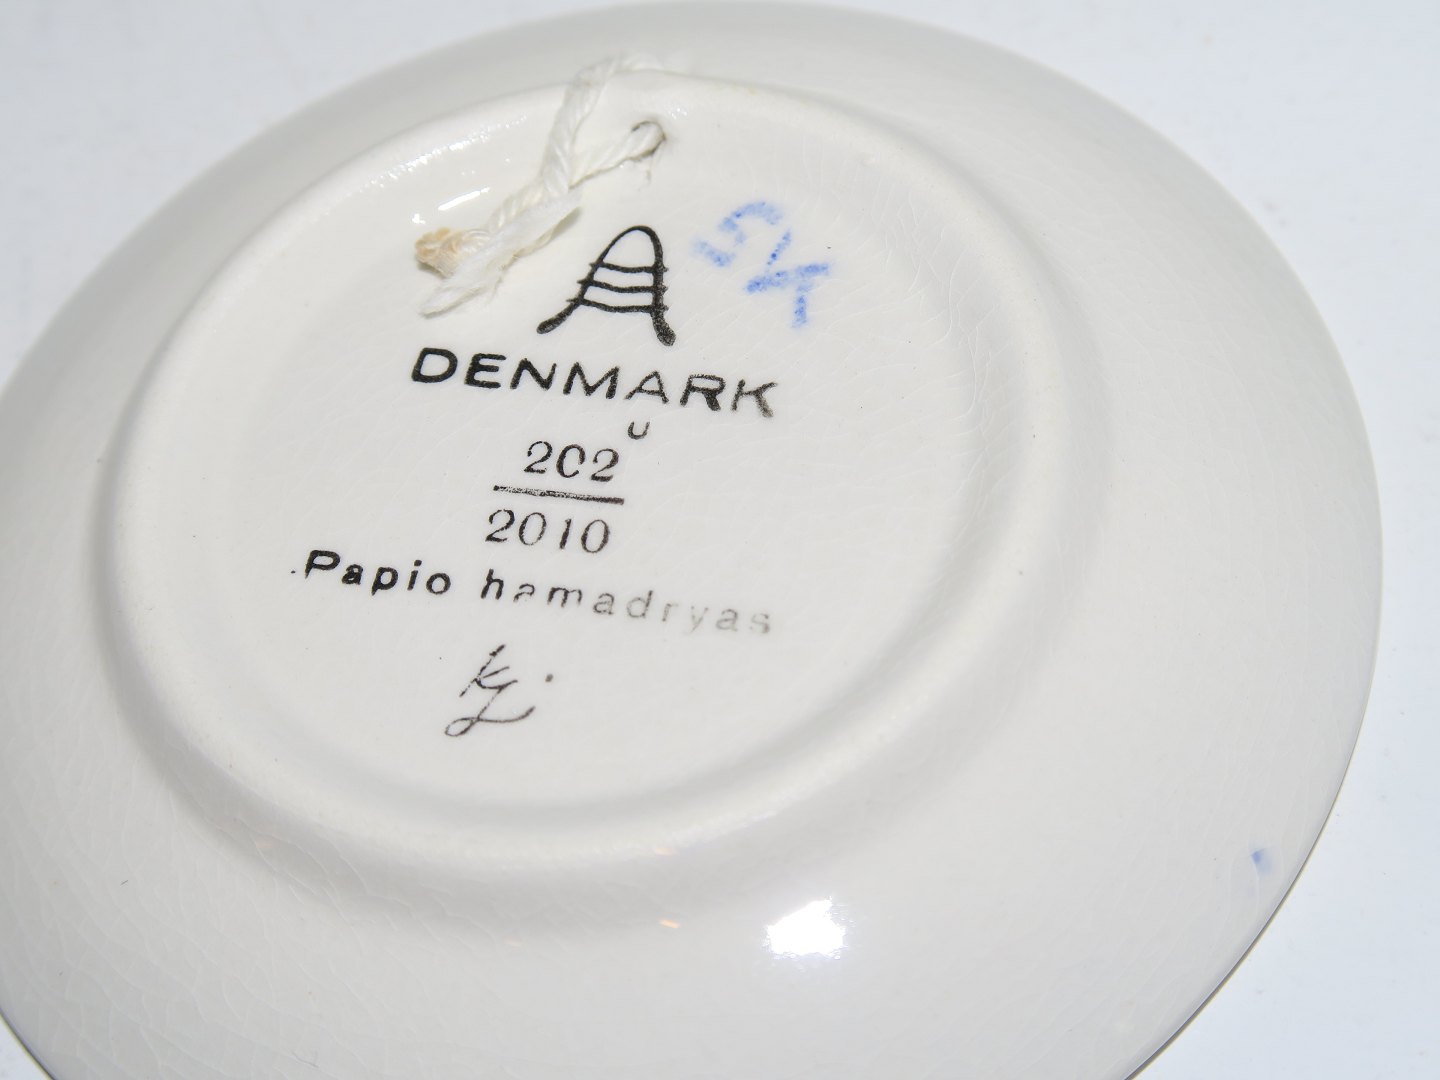 A
DENMARK
U
202
2010
Papio hamadryas